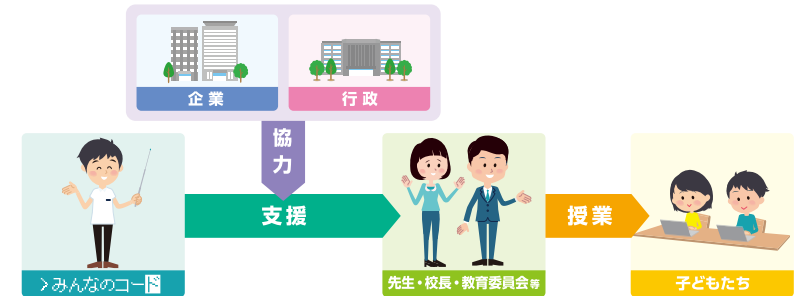 企業
行政
協力
支援
授業
>みんなのコード
先生・校長・教育委員会等
子どもたち